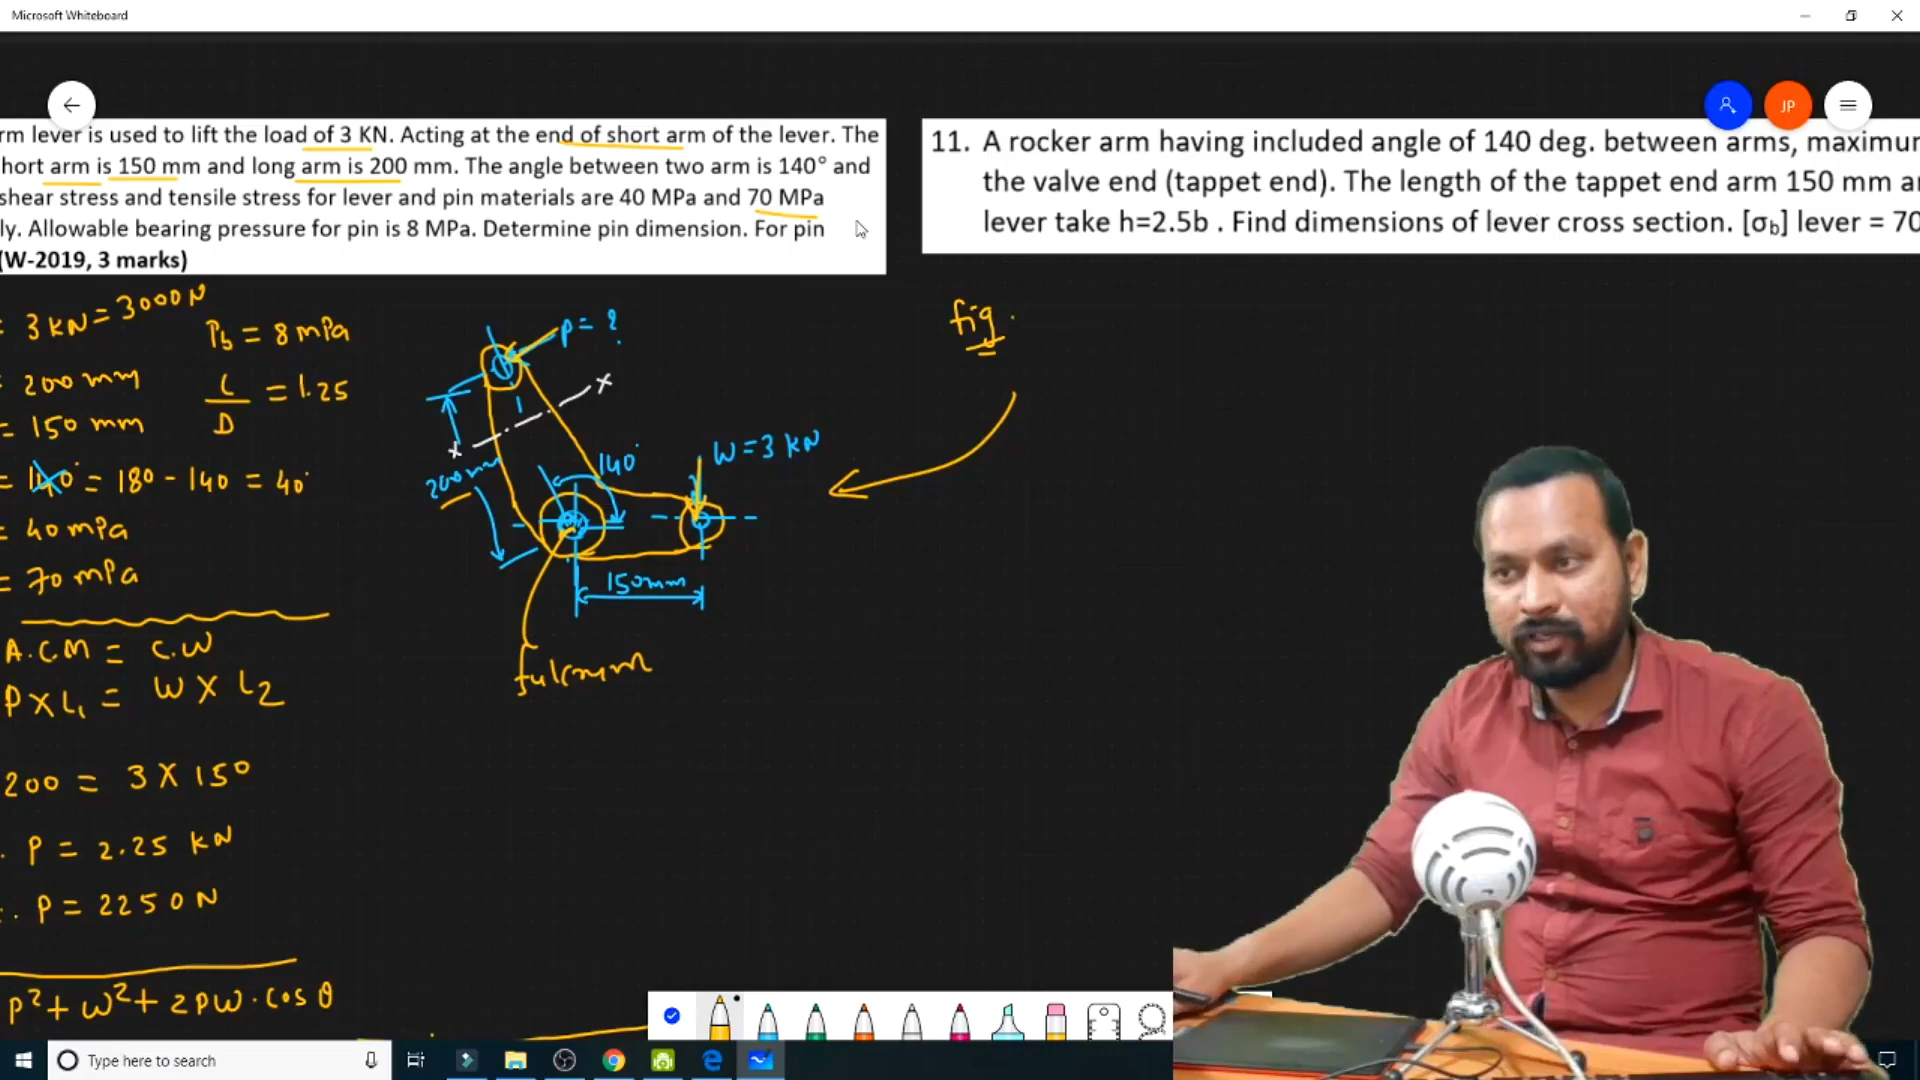 Microsoft Whiteboard
JP
rm lever is used to lift the load of 3 KN. Acting at the end of short arm of the lever. The
hort arm is 150 mm and long arm is 200 mm. The angle between two arm is 140° and
shear stress and tensile stress for lever and pin materials are 40 MPa and 70 MPa
ly. Allowable bearing pressure for pin is 8 MPa. Determine pin dimension. For pin
(W-2019, 3 marks)
11. A rocker arm having included angle of 140 deg. between arms, maximur
the valve end (tappet end). The length of the tappet end arm 150 mm a
lever take h=2.5b . Find dimensions of lever cross section. [σb] lever = 70
= 3 KN = 3000 N
Pb = 8 mPa
= 200 mm
L/D = 1.25
= 150 mm
= 140° = 180 - 140 = 40°
= 40 mPa
= 70 mPa
A.C.M = C.W
P X L1 = W X L2
200 = 3 X 150
. P = 2.25 KN
. P = 2250 N
P² + W² + 2PW . Cos θ
P = ?
X
X
140°
W = 3 KN
200mm
150mm
fulcrum
fig.
Type here to search